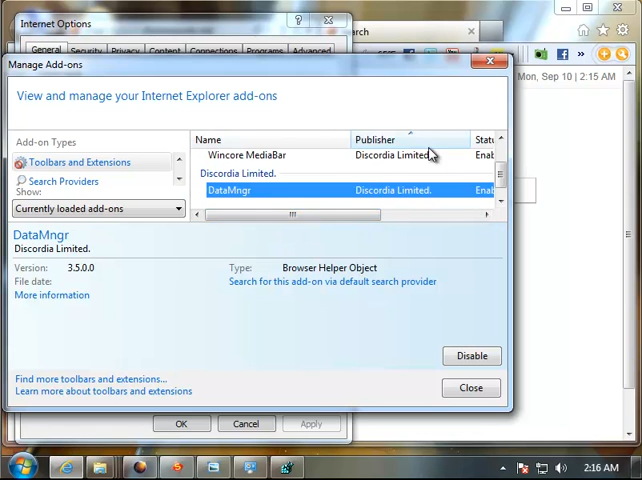 Internet Options
General Security Privacy Content Connections Programs Advanced
arch
Manage Add-ons
View and manage your Internet Explorer add-ons
Mon, Sep 10 | 2:15 AM
Add-on Types
Toolbars and Extensions
Search Providers
Show:
Currently loaded add-ons
Name Publisher Statu
Wincore MediaBar Discordia Limited. Enab
Discordia Limited.
DataMngr Discordia Limited. Enab
DataMngr
Discordia Limited.
Version: 3.5.0.0 Type: Browser Helper Object
File date: Search for this add-on via default search provider
More information
Disable
Find more toolbars and extensions...
Learn more about toolbars and extensions
Close
OK Cancel Apply
2:16 AM